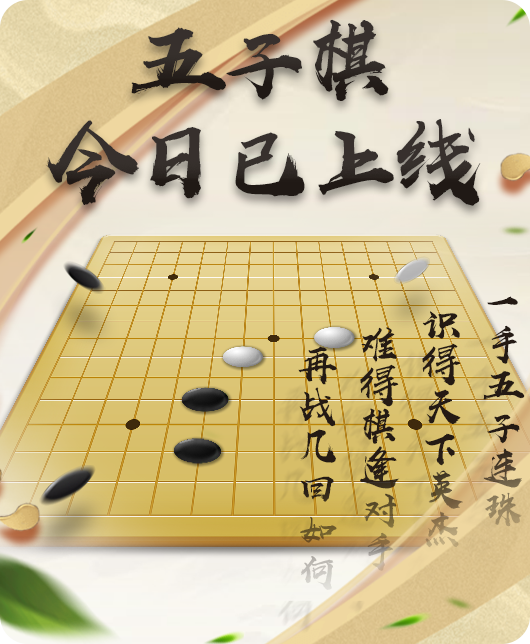 五子棋
今日已上线
一手五子连珠
识得天下英杰
难得棋逢对手
再战几回如何